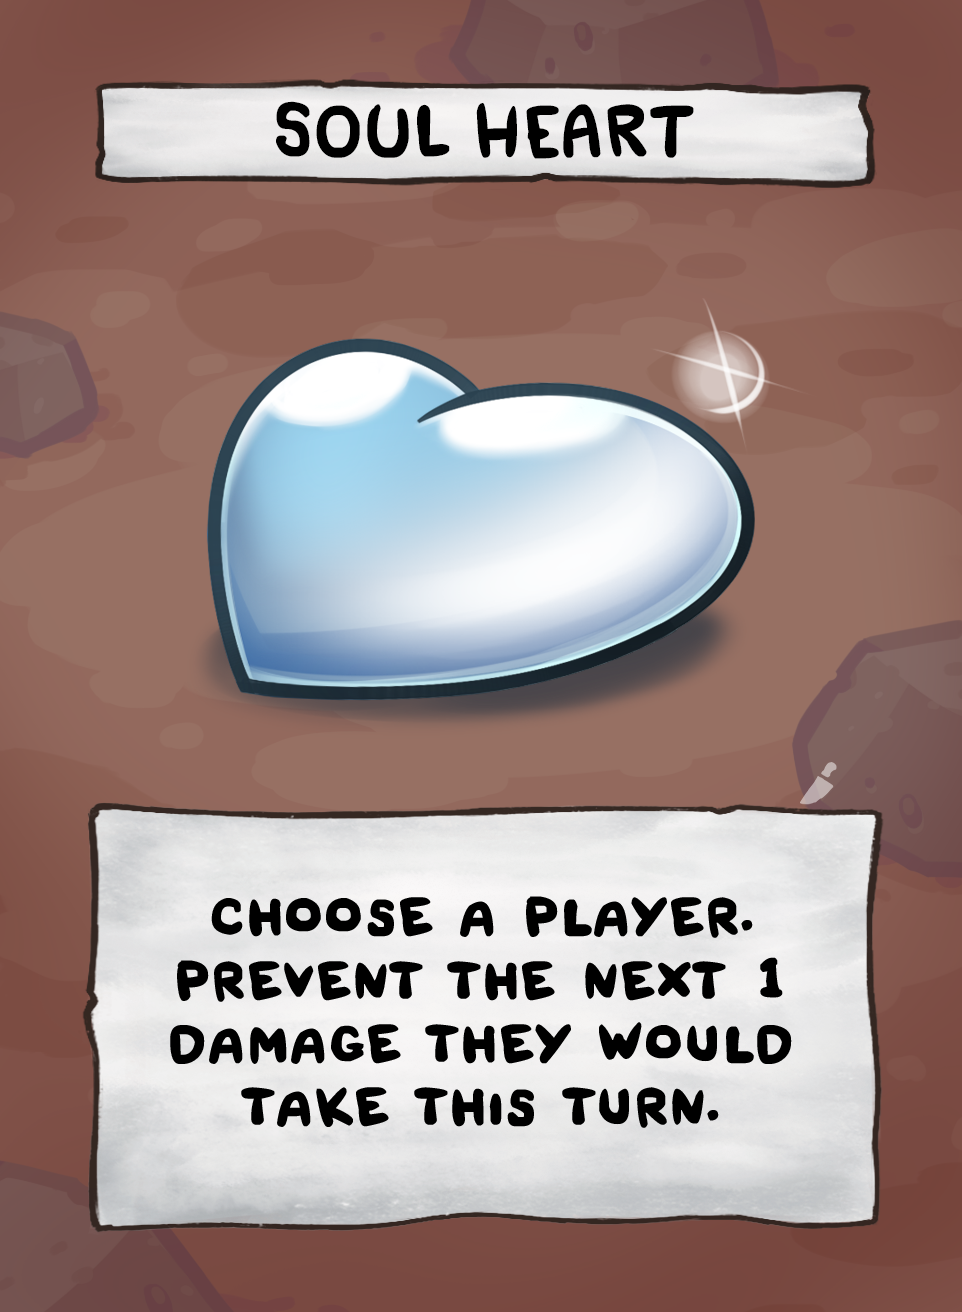 SOUL HEART
CHOOSE A PLAYER.
PREVENT THE NEXT 1
DAMAGE THEY WOULD
TAKE THIS TURN.